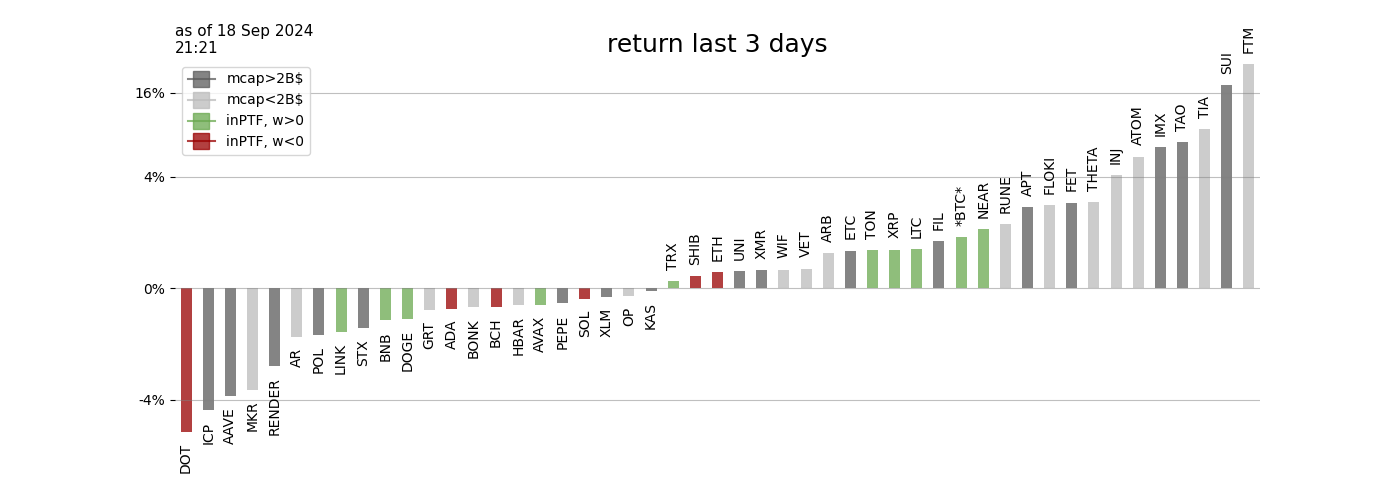 as of 18 Sep 2024
21:21
return last 3 days
mcap>2B$
mcap<2B$
inPTF, w>0
inPTF, w<0
16%
4%
0%
-4%
DOT
ICP
AAVE
MKR
RENDER
AR
POL
LINK
STX
BNB
DOGE
GRT
ADA
BONK
BCH
HBAR
AVAX
PEPE
SOL
XLM
OP
KAS
TRX
SHIB
ETH
UNI
XMR
WIF
VET
ARB
ETC
TON
XRP
LTC
FIL
*BTC*
NEAR
RUNE
APT
FLOKI
FET
THETA
INJ
ATOM
IMX
TAO
TIA
SUI
FTM